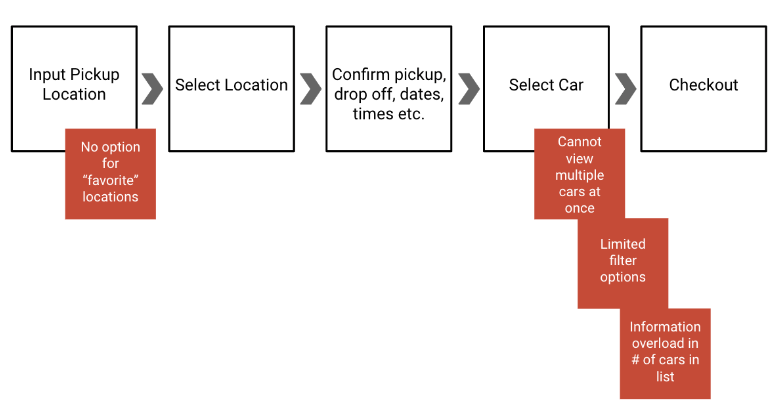 Input Pickup
Location
Select Location
Confirm pickup,
drop off, dates,
times etc.
Select Car
Checkout
No option
for
“favorite”
locations
Cannot
view
multiple
cars at
once
Limited
filter
options
Information
overload in
# of cars in
list